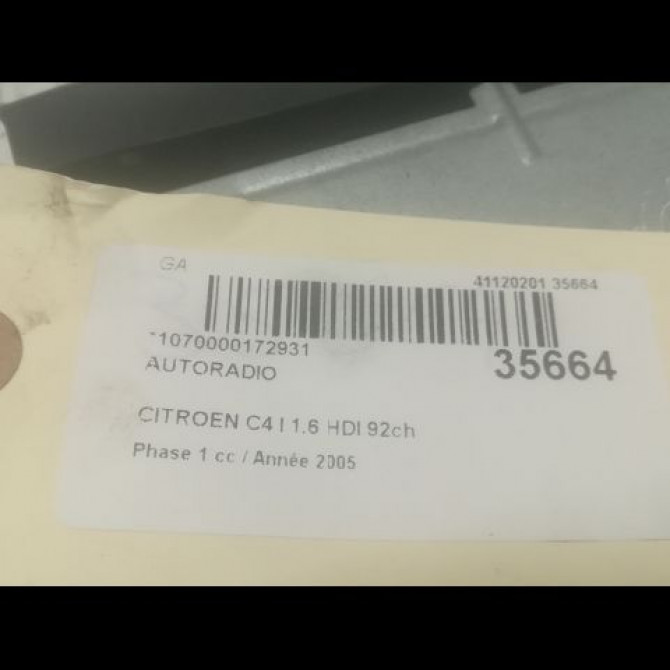 GA
41120201 35664
*1070000172931
35664
AUTORADIO
CITROEN C4 I 1.6 HDI 92ch
Phase 1 cc / Année 2005